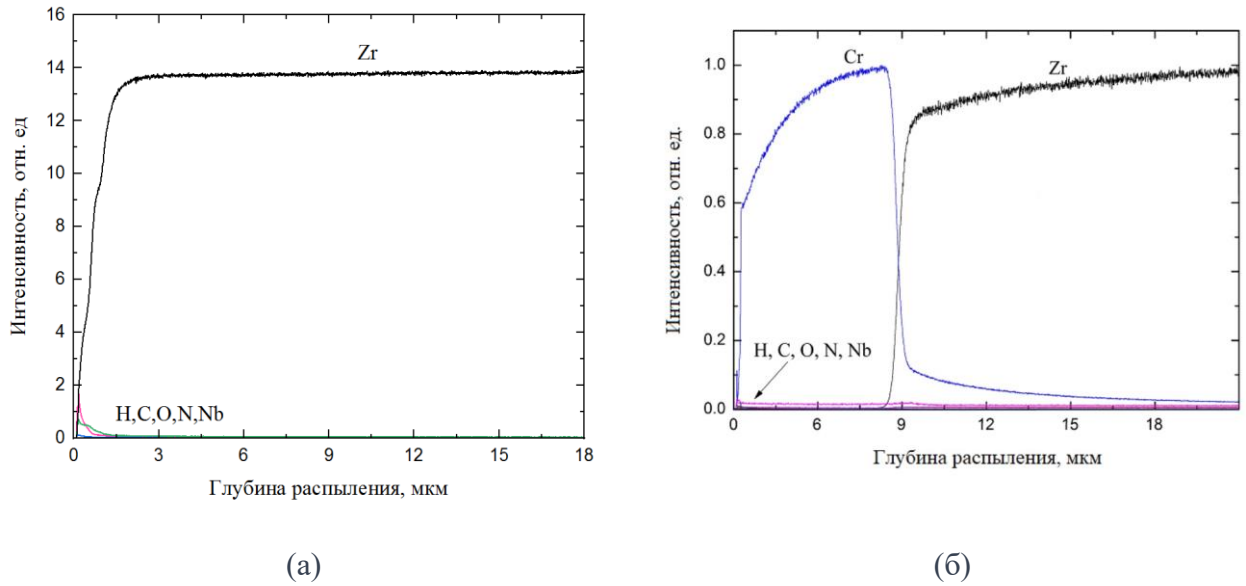 16
14
12
10
8
6
4
2
0
Интенсивность, отн. ед
Zr
H,C,O,N,Nb
0 3 6 9 12 15 18
Глубина распыления, мкм
(а)
1.0
0.8
0.6
0.4
0.2
0.0
Интенсивность, отн. ед.
Cr
Zr
H, C, O, N, Nb
0 6 9 12 15 18
Глубина распыления, мкм
(б)